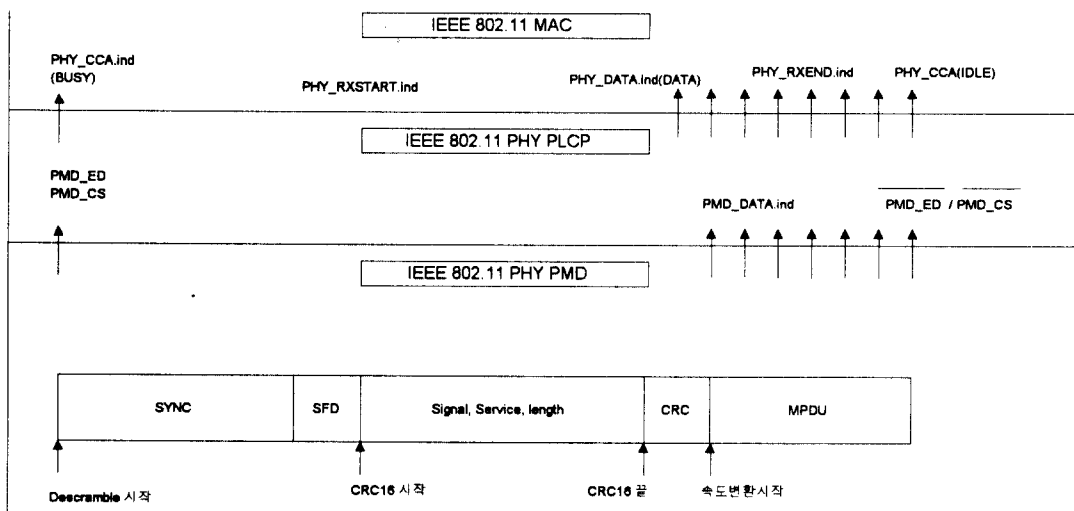 IEEE 802.11 MAC
PHY_CCA.ind
(BUSY)
PHY_RXSTART.ind
PHY_DATA.ind(DATA)
PHY_RXEND.ind
PHY_CCA(IDLE)
IEEE 802.11 PHY PLCP
PMD_ED
PMD_CS
PMD_DATA.ind
PMD_ED / PMD_CS
IEEE 802.11 PHY PMD
SYNC
SFD
Signal, Service, length
CRC
MPDU
Descramble 시작
CRC16 시작
CRC16 끝
속도변환시작